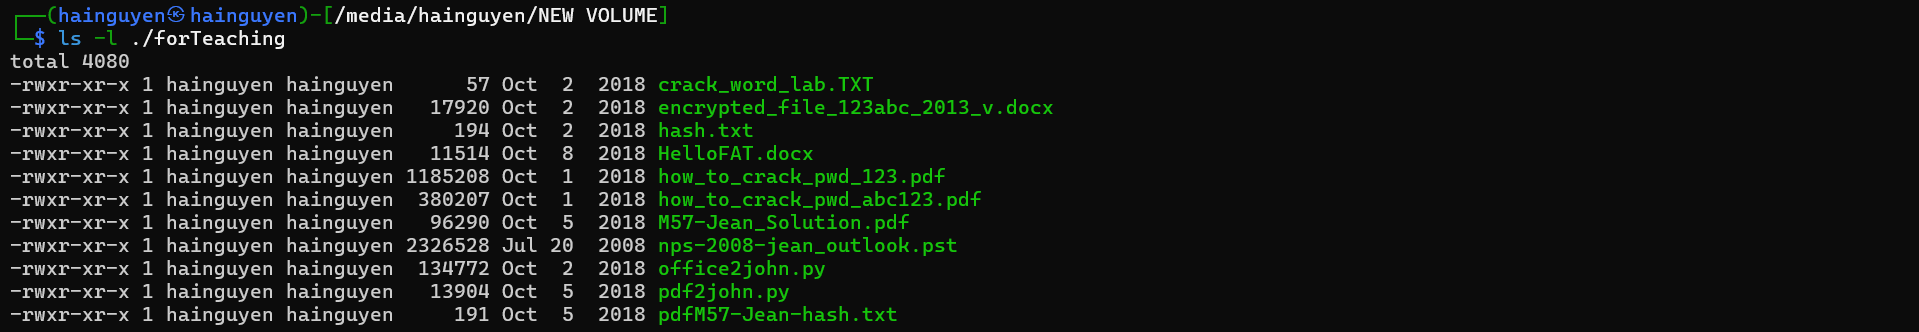 ┌──(hainguyen㉿hainguyen)-[/media/hainguyen/NEW VOLUME]
└─$ ls -l ./forTeaching
total 4080
-rwxr-xr-x 1 hainguyen hainguyen      57 Oct  2  2018 crack_word_lab.TXT
-rwxr-xr-x 1 hainguyen hainguyen   17920 Oct  2  2018 encrypted_file_123abc_2013_v.docx
-rwxr-xr-x 1 hainguyen hainguyen     194 Oct  2  2018 hash.txt
-rwxr-xr-x 1 hainguyen hainguyen   11514 Oct  8  2018 HelloFAT.docx
-rwxr-xr-x 1 hainguyen hainguyen 1185208 Oct  1  2018 how_to_crack_pwd_123.pdf
-rwxr-xr-x 1 hainguyen hainguyen  380207 Oct  1  2018 how_to_crack_pwd_abc123.pdf
-rwxr-xr-x 1 hainguyen hainguyen   96290 Oct  5  2018 M57-Jean_Solution.pdf
-rwxr-xr-x 1 hainguyen hainguyen 2326528 Jul 20  2008 nps-2008-jean_outlook.pst
-rwxr-xr-x 1 hainguyen hainguyen  134772 Oct  2  2018 office2john.py
-rwxr-xr-x 1 hainguyen hainguyen   13904 Oct  5  2018 pdf2john.py
-rwxr-xr-x 1 hainguyen hainguyen     191 Oct  5  2018 pdfM57-Jean-hash.txt